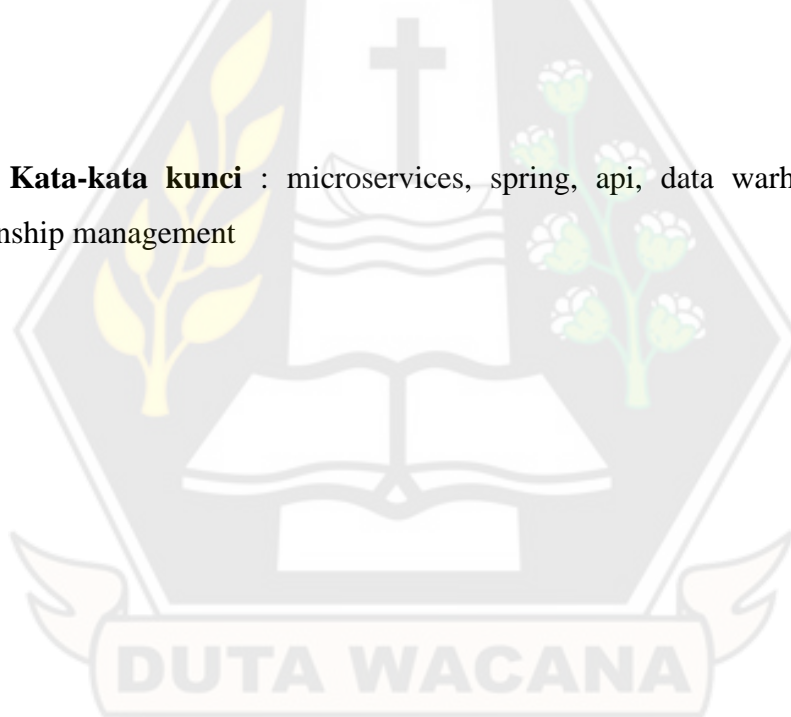 Kata-kata kunci : microservices, spring, api, data warh
nship management
DUTA WACANA